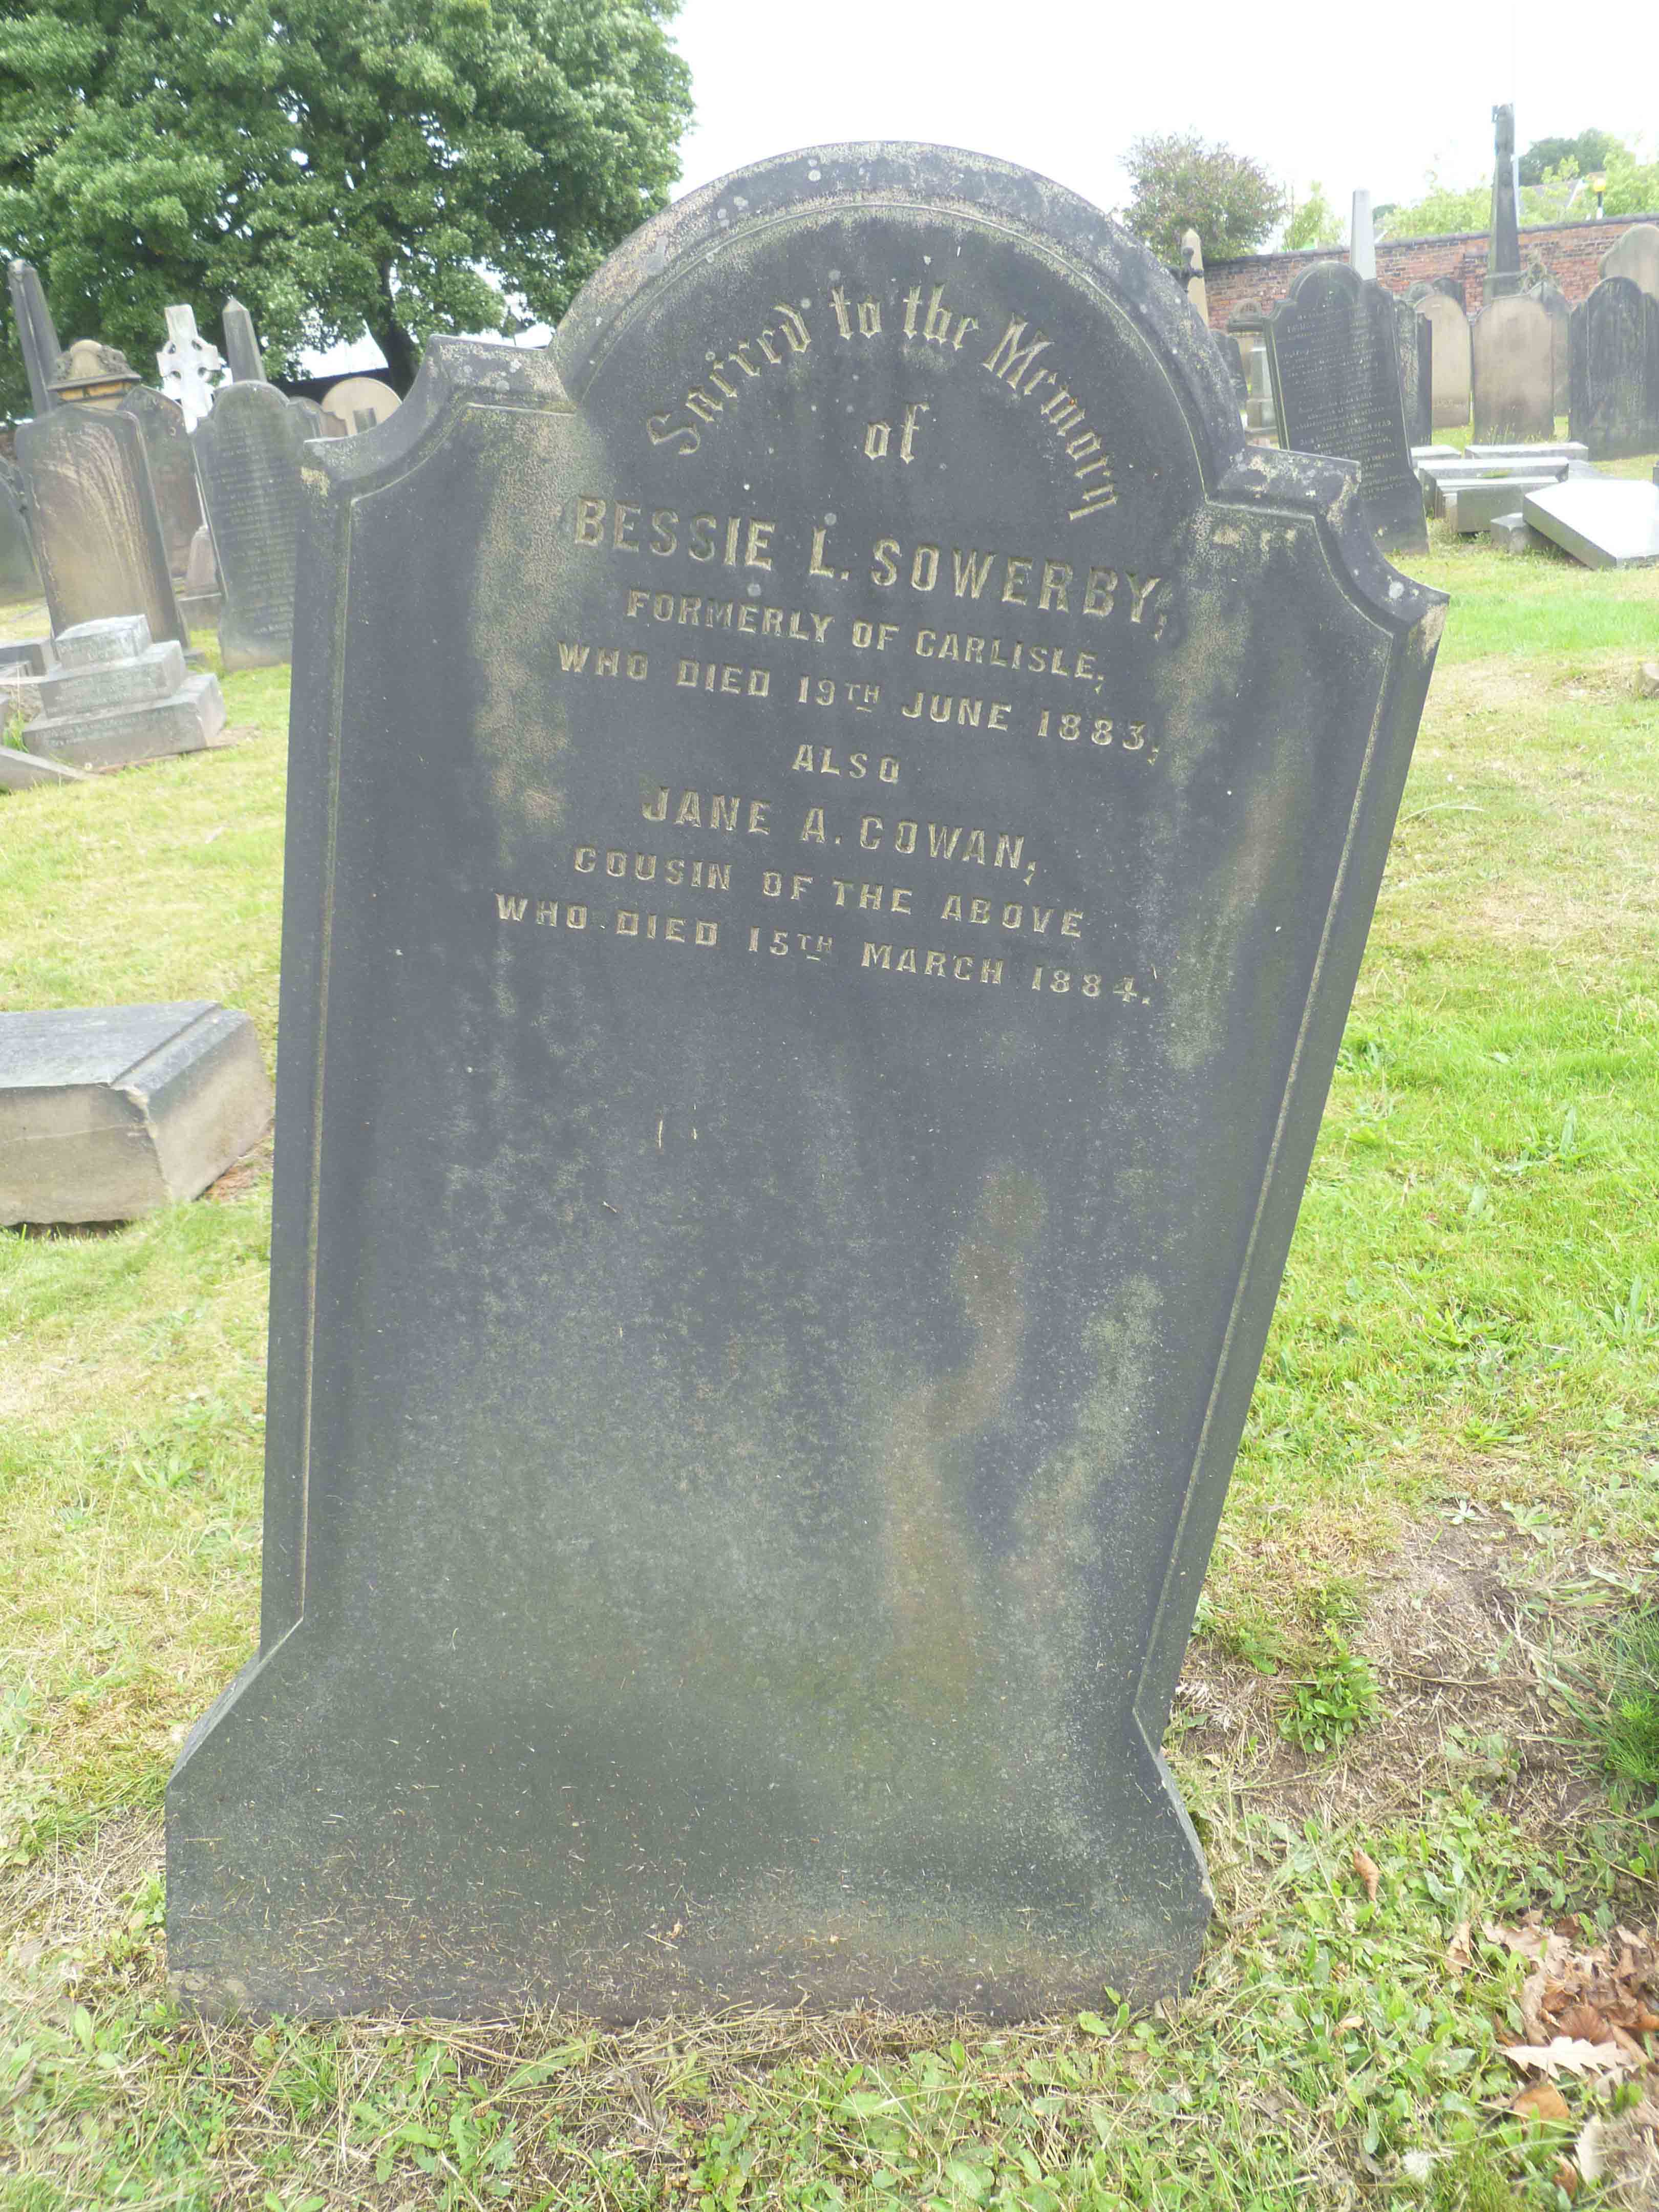 Sacred to the Memory
of
BESSIE L. SOWERBY,
FORMERLY OF CARLISLE,
WHO DIED 19TH JUNE 1883,
ALSO
JANE A. COWAN,
COUSIN OF THE ABOVE
WHO DIED 15TH MARCH 1884.